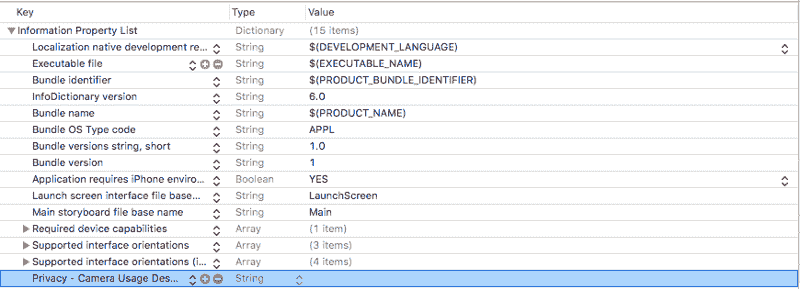 Key Type Value
Information Property List Dictionary (15 items)
Localization native development re... String $(DEVELOPMENT_LANGUAGE)
Executable file String $(EXECUTABLE_NAME)
Bundle identifier String $(PRODUCT_BUNDLE_IDENTIFIER)
InfoDictionary version String 6.0
Bundle name String $(PRODUCT_NAME)
Bundle OS Type code String APPL
Bundle versions string, short String 1.0
Bundle version String 1
Application requires iPhone enviro... Boolean YES
Launch screen interface file base... String LaunchScreen
Main storyboard file base name String Main
Required device capabilities Array (1 item)
Supported interface orientations Array (3 items)
Supported interface orientations (i... Array (4 items)
Privacy - Camera Usage Des... String